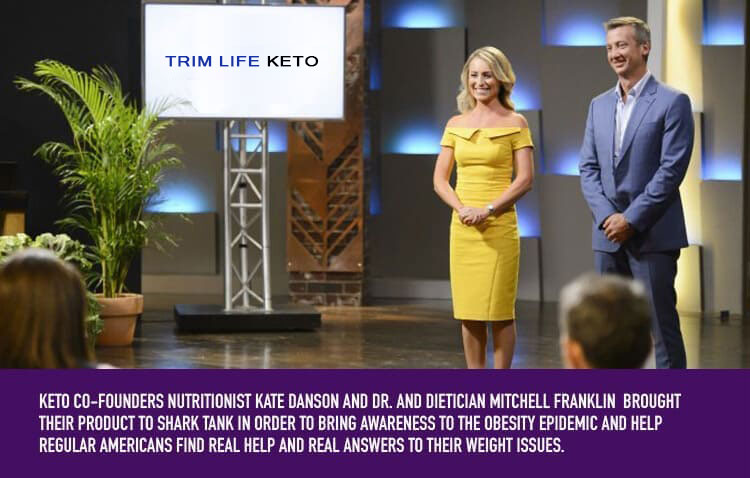 TRIM LIFE KETO
KETO CO-FOUNDERS NUTRITIONIST KATE DANSON AND DR. AND DIETICIAN MITCHELL FRANKLIN BROUGHT
THEIR PRODUCT TO SHARK TANK IN ORDER TO BRING AWARENESS TO THE OBESITY EPIDEMIC AND HELP
REGULAR AMERICANS FIND REAL HELP AND REAL ANSWERS TO THEIR WEIGHT ISSUES.